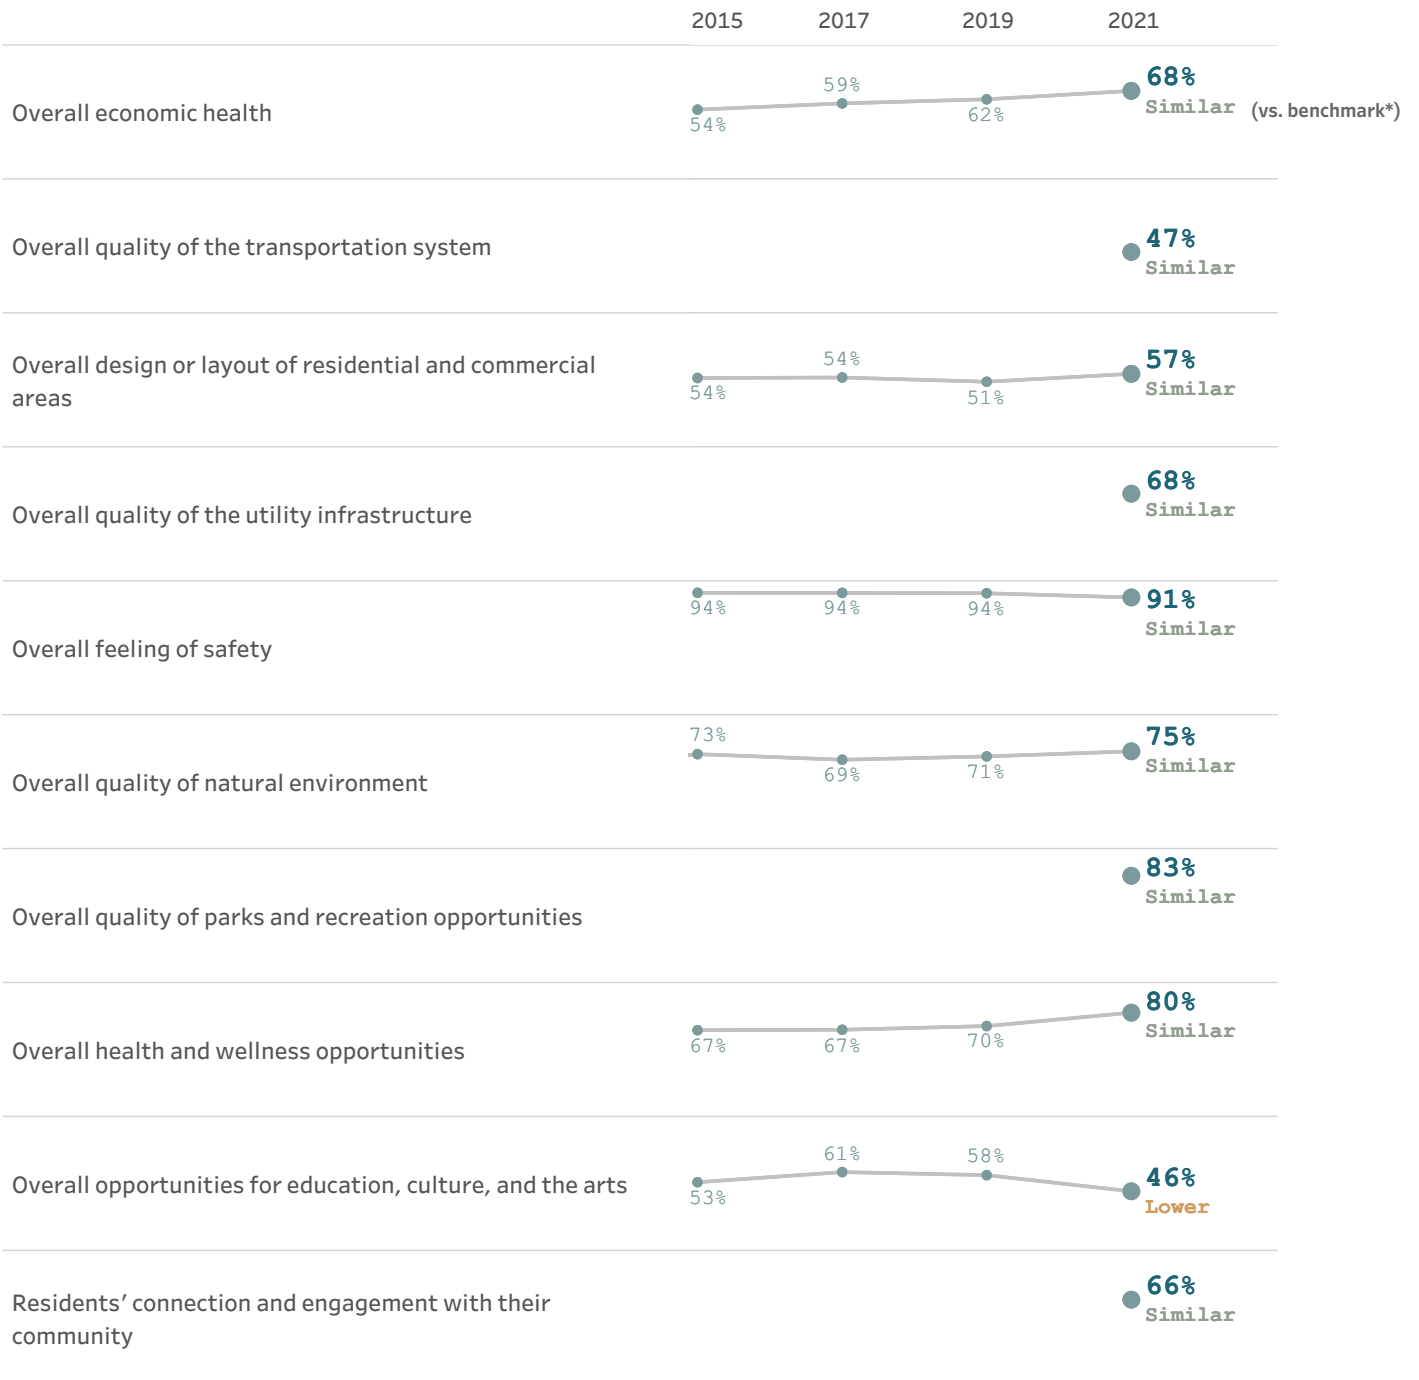 2015 2017 2019 2021
Overall economic health
54%
59%
62%
68%
Similar
(vs. benchmark*)
Overall quality of the transportation system
47%
Similar
Overall design or layout of residential and commercial
areas
54%
54%
51%
57%
Similar
Overall quality of the utility infrastructure
68%
Similar
Overall feeling of safety
94%
94%
94%
91%
Similar
Overall quality of natural environment
73%
69%
71%
75%
Similar
Overall quality of parks and recreation opportunities
83%
Similar
Overall health and wellness opportunities
67%
67%
70%
80%
Similar
Overall opportunities for education, culture, and the arts
53%
61%
58%
46%
Lower
Residents’ connection and engagement with their
community
66%
Similar